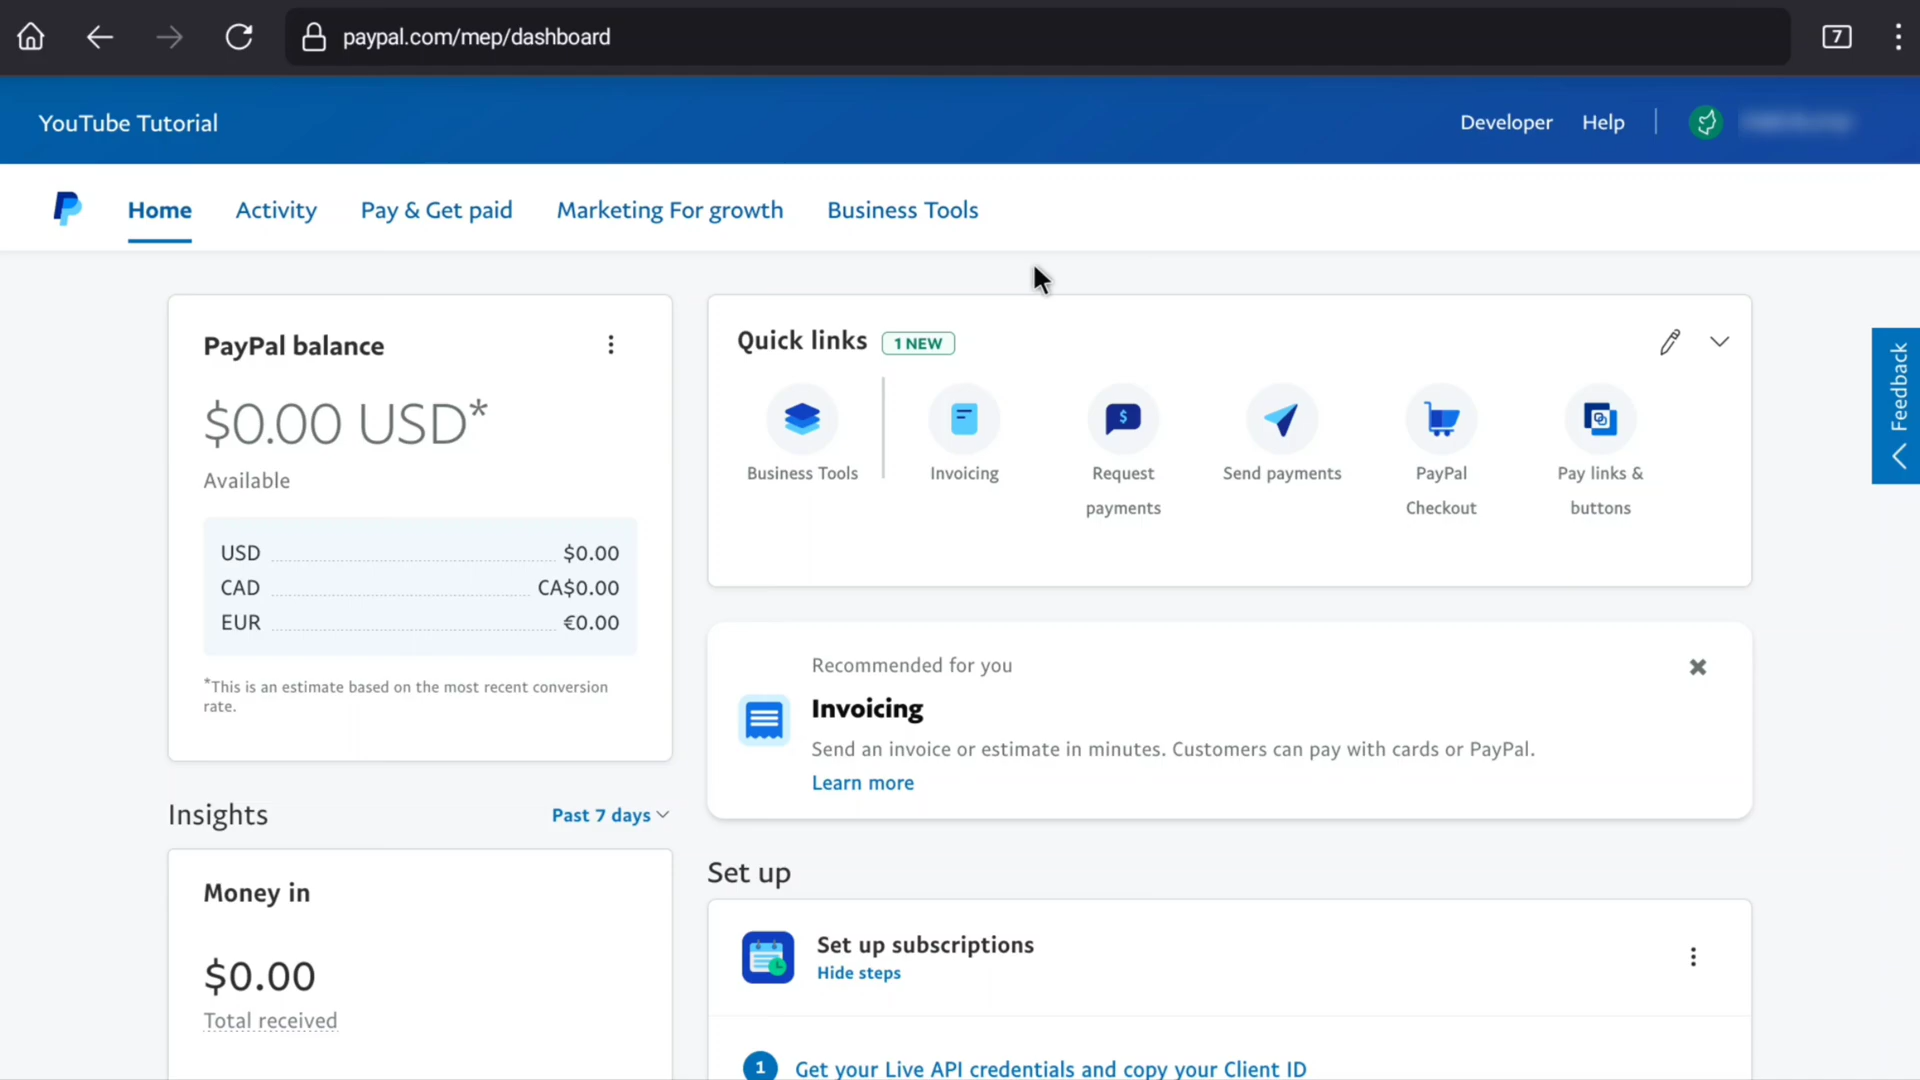 paypal.com/mep/dashboard
7
YouTube Tutorial
Developer Help
Home Activity Pay & Get paid Marketing For growth Business Tools
PayPal balance
$0.00 USD*
Available
USD $0.00
CAD CA$0.00
EUR €0.00
*This is an estimate based on the most recent conversion
rate.
Insights
Past 7 days
Money in
$0.00
Total received
Quick links 1 NEW
Business Tools
Invoicing
Request
payments
Send payments
PayPal
Checkout
Pay links &
buttons
Feedback
Recommended for you
Invoicing
Send an invoice or estimate in minutes. Customers can pay with cards or PayPal.
Learn more
Set up
Set up subscriptions
Hide steps
1 Get your Live API credentials and copy your Client ID